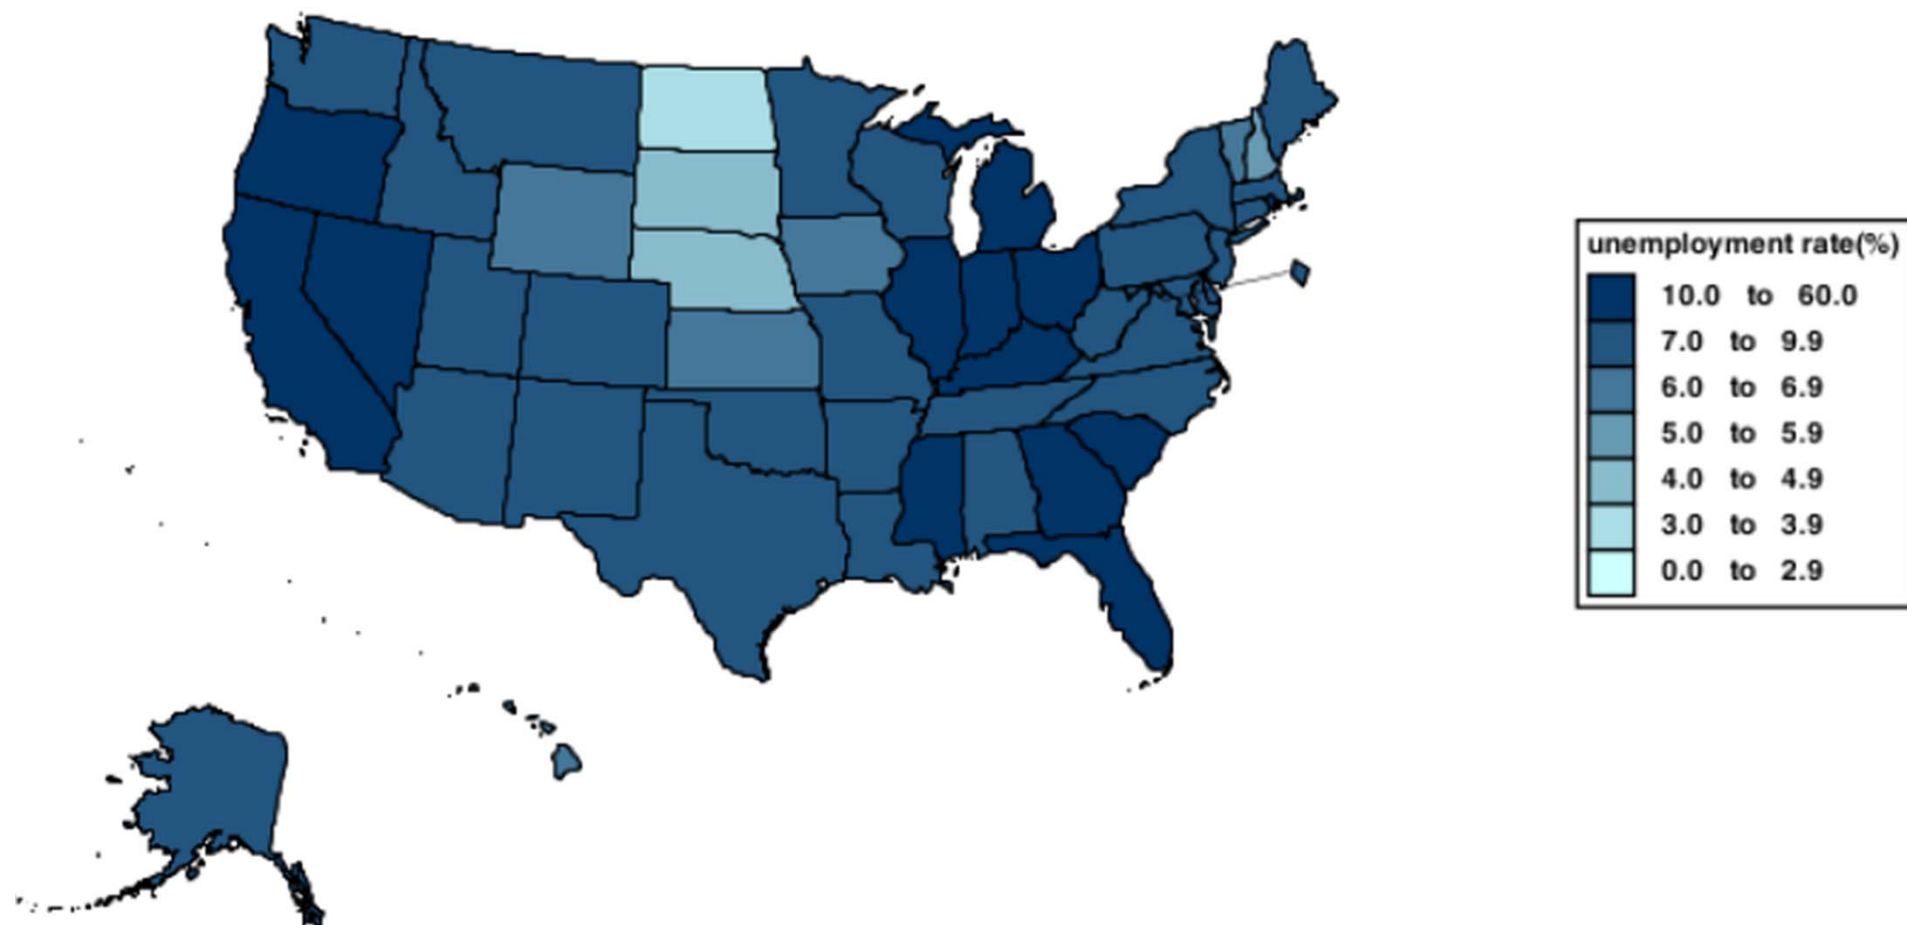 unemployment rate(%)
10.0 to 60.0
7.0 to 9.9
6.0 to 6.9
5.0 to 5.9
4.0 to 4.9
3.0 to 3.9
0.0 to 2.9